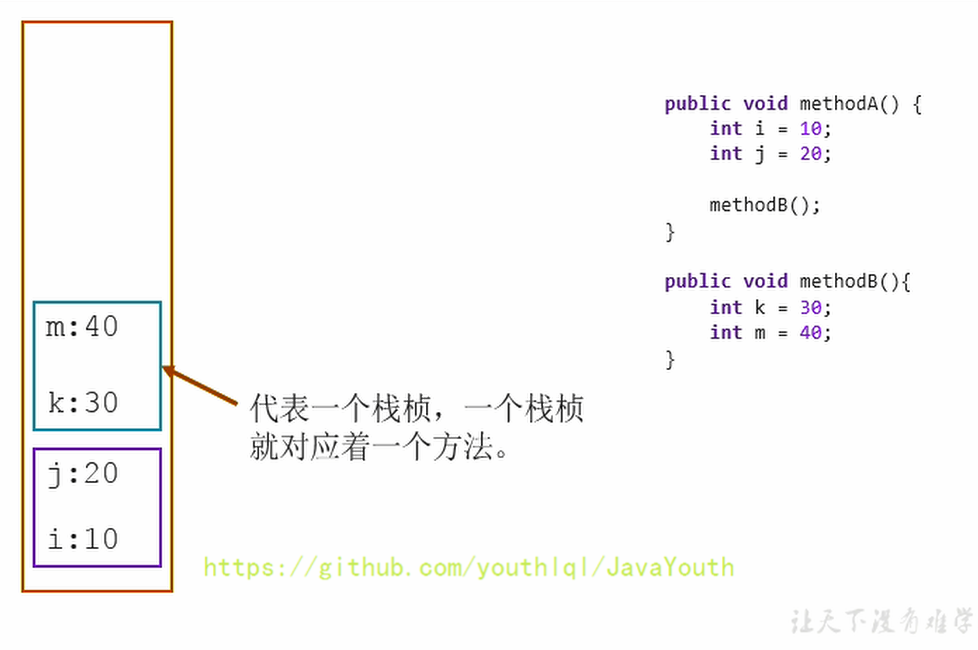 m:40
k:30
j:20
i:10
代表一个栈桢，一个栈桢
就对应着一个方法。
public void methodA() {
int i = 10;
int j = 20;
methodB();
}
public void methodB(){
int k = 30;
int m = 40;
}
https://github.com/youthlql/JavaYouth
让天下没有难学